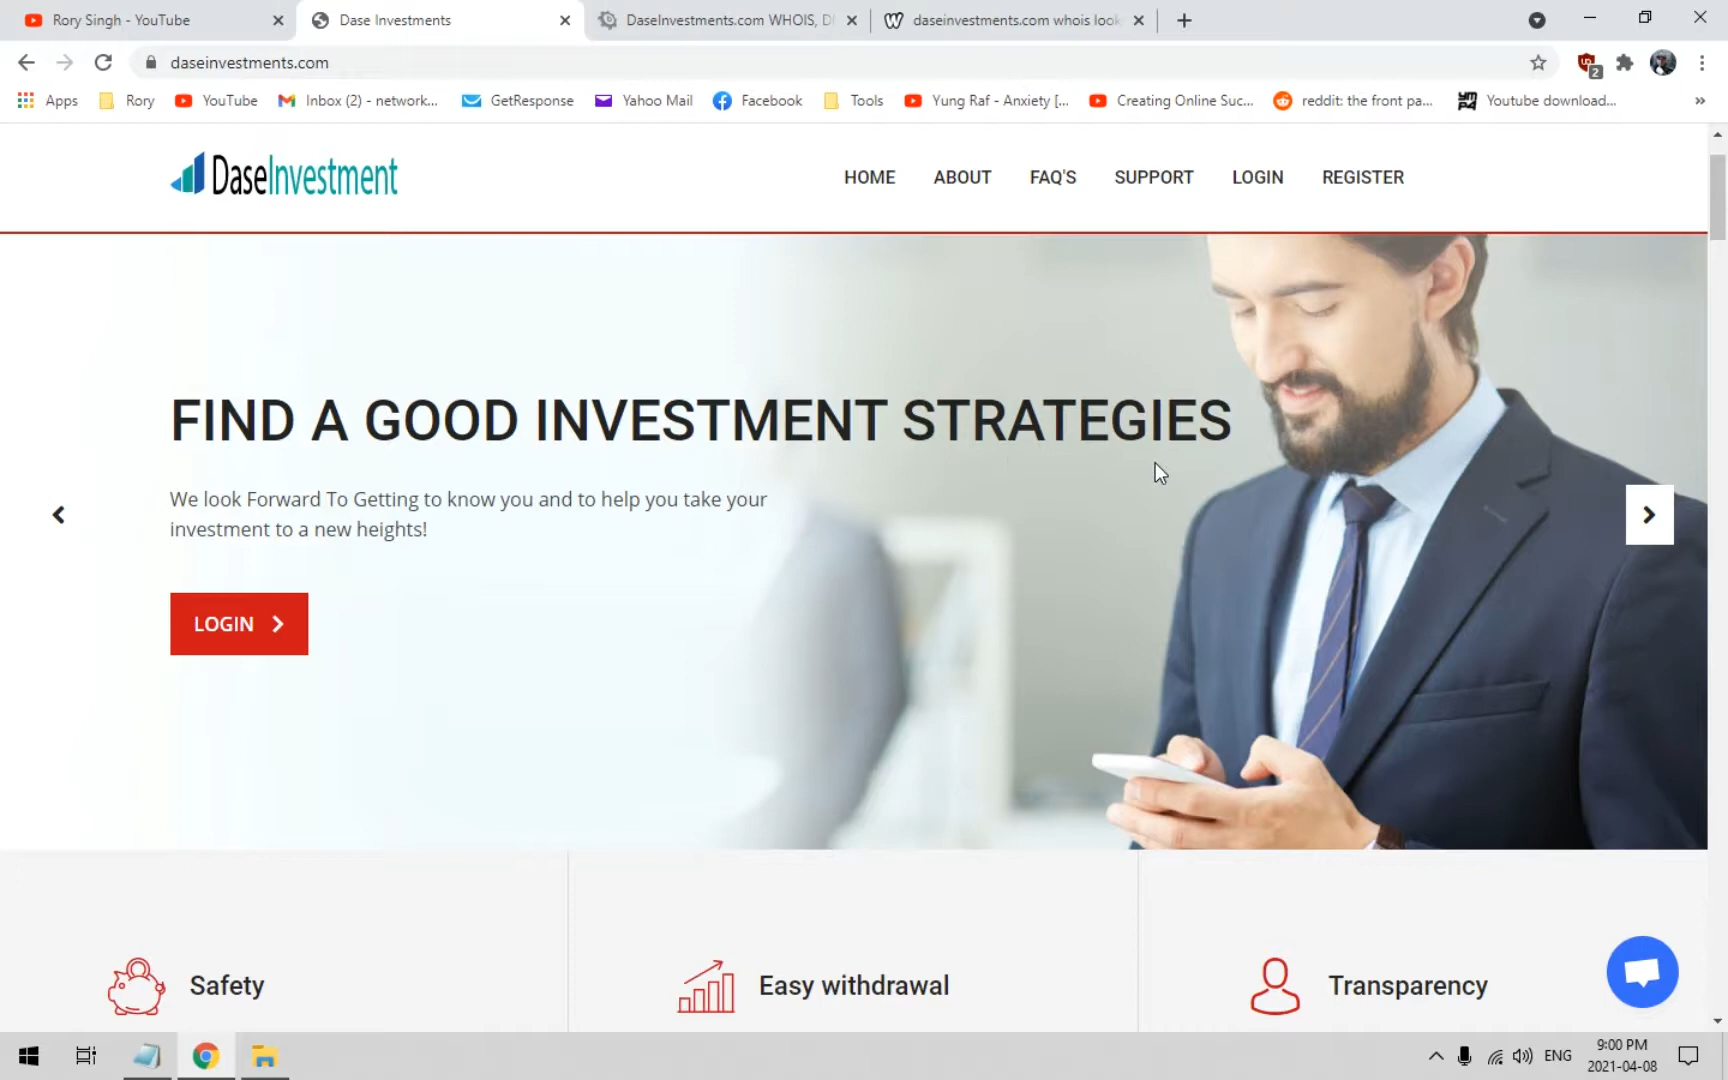 Rory Singh - YouTube
Dase Investments
DaseInvestments.com WHOIS, D
daseinvestments.com whois look
daseinvestments.com
2
Apps
Rory
YouTube
Inbox (2) - network...
GetResponse
Yahoo Mail
Facebook
Tools
Yung Raf - Anxiety [...
Creating Online Suc...
reddit: the front pa...
Youtube download...
»
DaseInvestment
HOME
ABOUT
FAQ'S
SUPPORT
LOGIN
REGISTER
FIND A GOOD INVESTMENT STRATEGIES
We look Forward To Getting to know you and to help you take your
investment to a new heights!
LOGIN
Safety
Easy withdrawal
Transparency
ENG
9:00 PM
2021-04-08